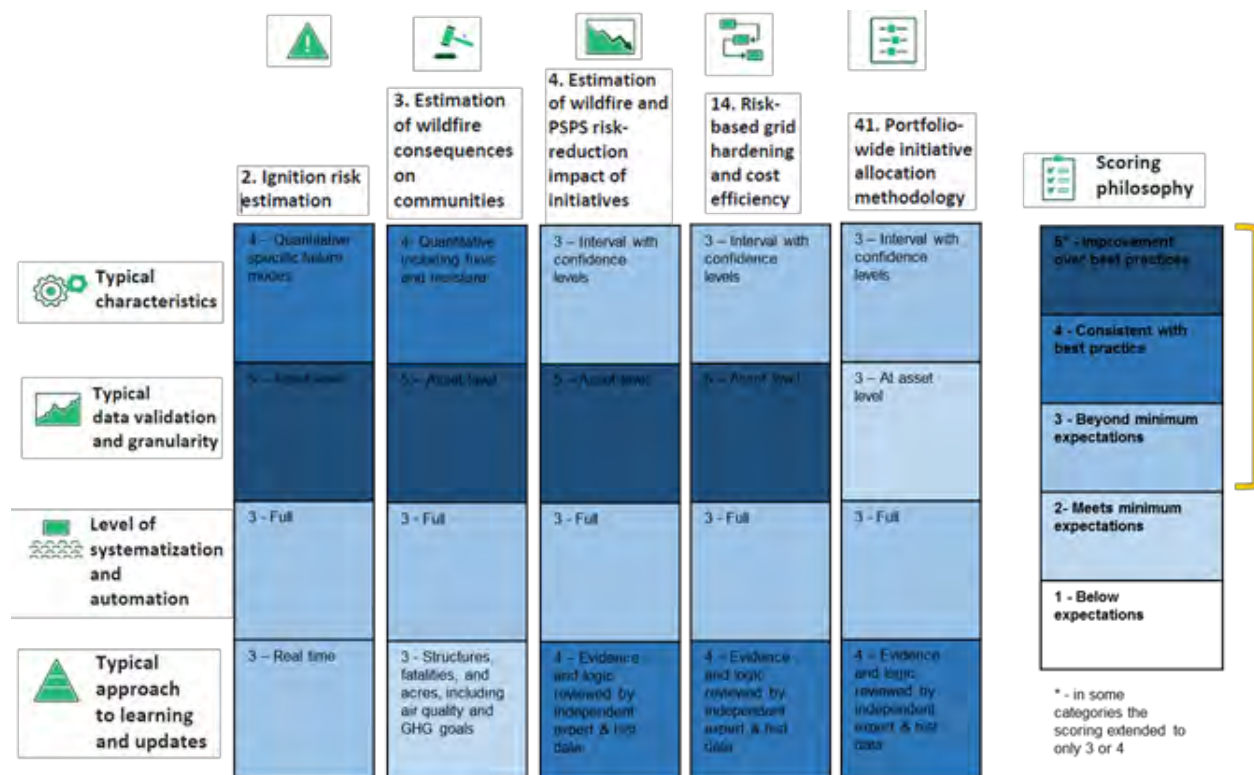 2. Ignition risk
estimation
3. Estimation
of wildfire
consequences
on
communities
4. Estimation
of wildfire and
PSPS risk-
reduction
impact of
initiatives
14. Risk-
based grid
hardening
and cost
efficiency
41. Portfolio-
wide initiative
allocation
methodology
Scoring
philosophy
Typical
characteristics
4 – Quantitative
specific failure
modes
4- Quantitative
including fuels
and moisture
3 – Interval with
confidence
levels
3 – Interval with
confidence
levels
3 – Interval with
confidence
levels
Typical
data validation
and granularity
5 – Asset level
5 – Asset level
5 – Asset level
5 – Asset level
3 – At asset
level
Level of
systematization
and
automation
3 - Full
3 - Full
3 - Full
3 - Full
3 - Full
Typical
approach
to learning
and updates
3 – Real time
3 - Structures,
fatalities, and
acres, including
air quality and
GHG goals
4 – Evidence
and logic
reviewed by
independent
expert & hist
data
4 – Evidence
and logic
reviewed by
independent
expert & hist
data
4 – Evidence
and logic
reviewed by
independent
expert & hist
data
5* - Improvement
over best practices
4 - Consistent with
best practice
3 - Beyond minimum
expectations
2- Meets minimum
expectations
1 - Below
expectations
* - in some
categories the
scoring extended to
only 3 or 4